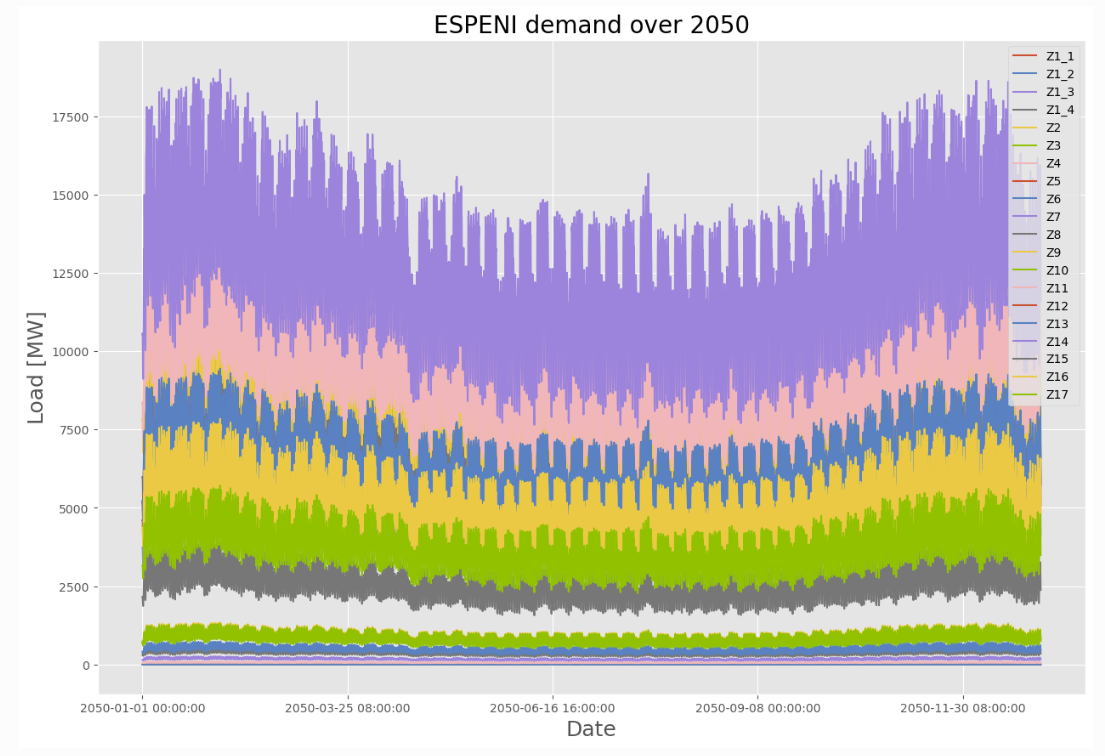 ESPENI demand over 2050
Load [MW]
17500
15000
12500
10000
7500
5000
2500
0
Z1_1
Z1_2
Z1_3
Z1_4
Z2
Z3
Z4
Z5
Z6
Z7
Z8
Z9
Z10
Z11
Z12
Z13
Z14
Z15
Z16
Z17
2050-01-01 00:00:00
2050-03-25 08:00:00
2050-06-16 16:00:00
2050-09-08 00:00:00
2050-11-30 08:00:00
Date